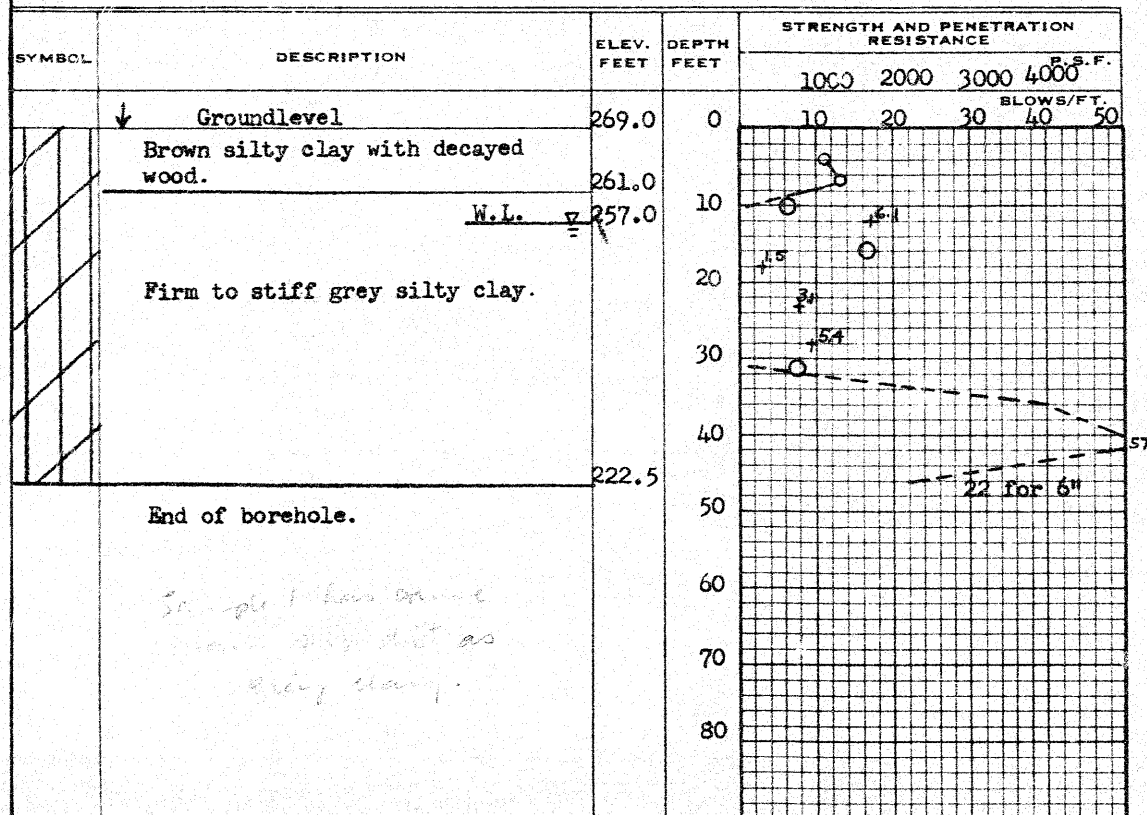 STRENGTH AND PENETRATION
RESISTANCE
SYMBOL DESCRIPTION ELEV. FEET DEPTH FEET
P.S.F.
1000 2000 3000 4000
BLOWS/FT.
Groundlevel 269.0 0 10 20 30 40 50
Brown silty clay with decayed
wood. 261.0
10
W.L. 257.0 6.1
1.5
20
Firm to stiff grey silty clay. 3.1
5.4
30
40
222.5 22 for 6"
50
End of borehole.
60
70
80